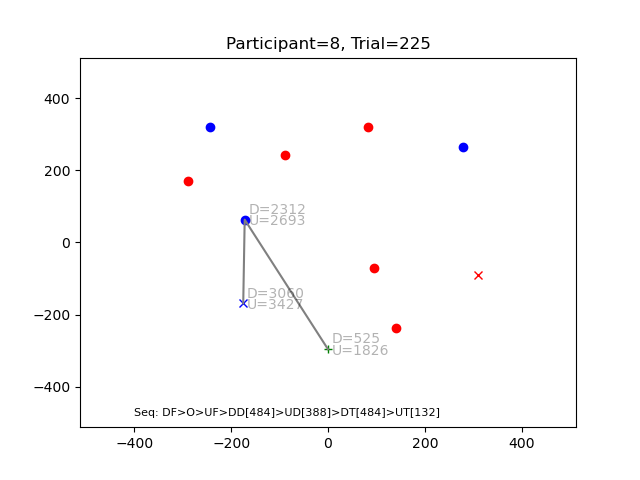 Participant=8, Trial=225
400
200
0
−200
−400
D=2312
U=2693
D=3060
U=3427
D=525
U=1826
Seq: DF>O>UF>DD[484]>UD[388]>DT[484]>UT[132]
−400 −200 0 200 400